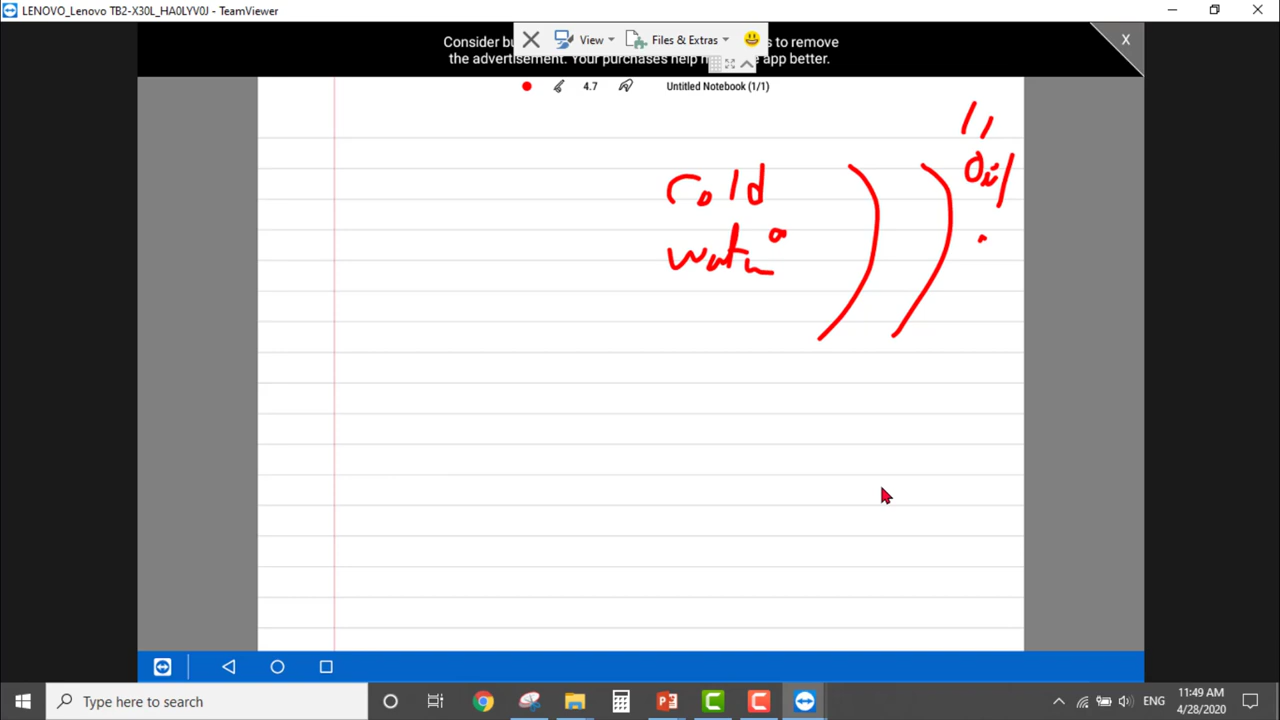 LENOVO_Lenovo TB2-X30L_HA0LYV0J - TeamViewer
Consider bu
s to remove
the advertisement. Your purchases help
app better.
View
Files & Extras
X
4.7
Untitled Notebook (1/1)
cold
water
oil
Type here to search
ENG
11:49 AM
4/28/2020